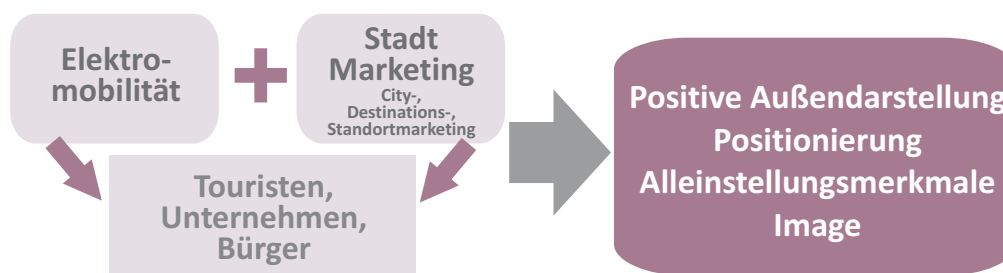 Elektro-
mobilität
Stadt
Marketing
City-,
Destinations-,
Standortmarketing
Touristen,
Unternehmen,
Bürger
Positive Außendarstellung
Positionierung
Alleinstellungsmerkmale
Image